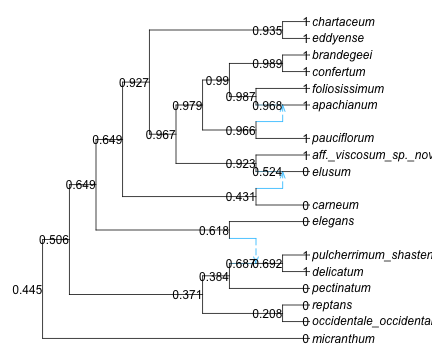 0.935 1 chartaceum
1 eddyense
0.927 0.99 0.989 1 brandegeei
1 confertum
0.979 0.987 1 foliosissimum
0.968 1 apachianum
0.649 0.967 0.966 1 pauciflorum
0.923 1 aff._viscosum_sp._nov
0.524 0 elusum
0.649 0.431 0 carneum
0.506 0.618 0 elegans
0.445 0.384 0.687 0.692 1 pulcherrimum_shasten
1 delicatum
0 pectinatum
0.371 0.208 0 reptans
0 occidentale_occidenta
0 micranthum